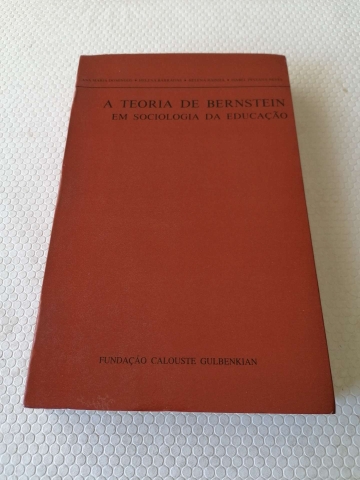 A TEORIA DE BERNSTEIN
EM SOCIOLOGIA DA EDUCAÇÃO
FUNDAÇÃO CALOUSTE GULBENKIAN